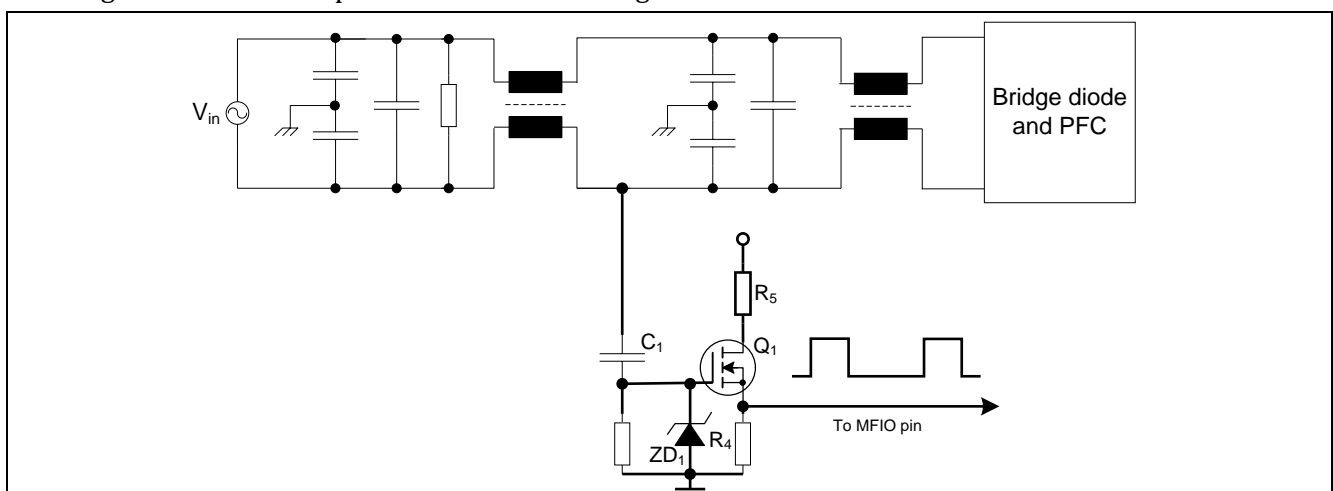 Vin
Bridge diode
and PFC
R5
C1
Q1
To MFIO pin
ZD1
R4